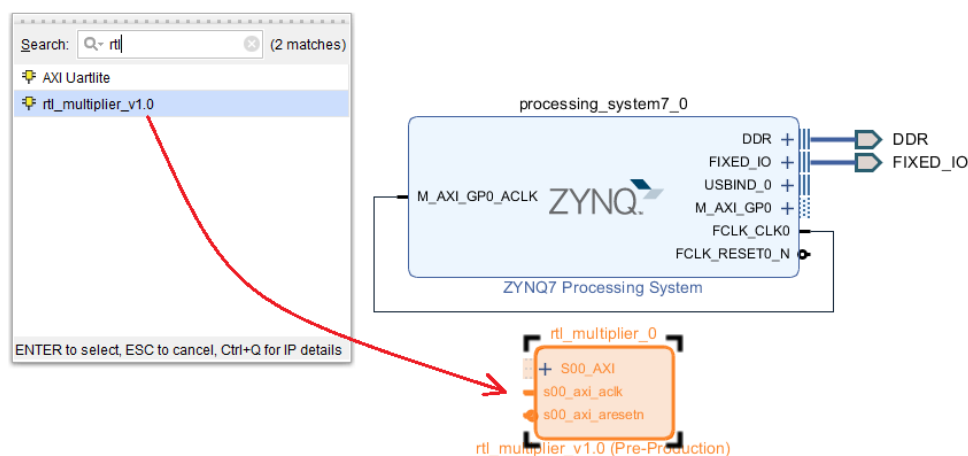 Search: rtl (2 matches)
AXI Uartlite
rtl_multiplier_v1.0
ENTER to select, ESC to cancel, Ctrl+Q for IP details
processing_system7_0
DDR
DDR
FIXED_IO
FIXED_IO
USBIND_0
M_AXI_GP0_ACLK
ZYNQ
M_AXI_GP0
FCLK_CLK0
FCLK_RESET0_N
ZYNQ7 Processing System
rtl_multiplier_0
S00_AXI
s00_axi_aclk
s00_axi_aresetn
rtl_multiplier_v1.0 (Pre-Production)